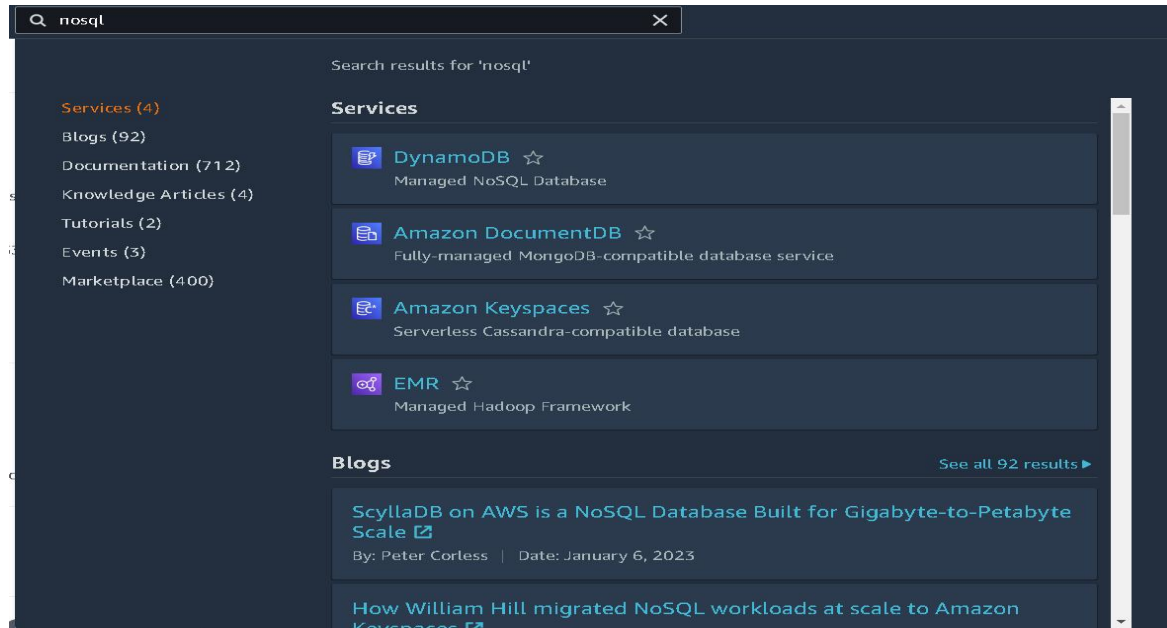 nosql
Search results for 'nosql'
Services (4)
Blogs (92)
Documentation (712)
Knowledge Articles (4)
Tutorials (2)
Events (3)
Marketplace (400)
Services
DynamoDB
Managed NoSQL Database
Amazon DocumentDB
Fully-managed MongoDB-compatible database service
Amazon Keyspaces
Serverless Cassandra-compatible database
EMR
Managed Hadoop Framework
Blogs
See all 92 results
ScyllaDB on AWS is a NoSQL Database Built for Gigabyte-to-Petabyte
Scale
By: Peter Corless | Date: January 6, 2023
How William Hill migrated NoSQL workloads at scale to Amazon
Keyspaces